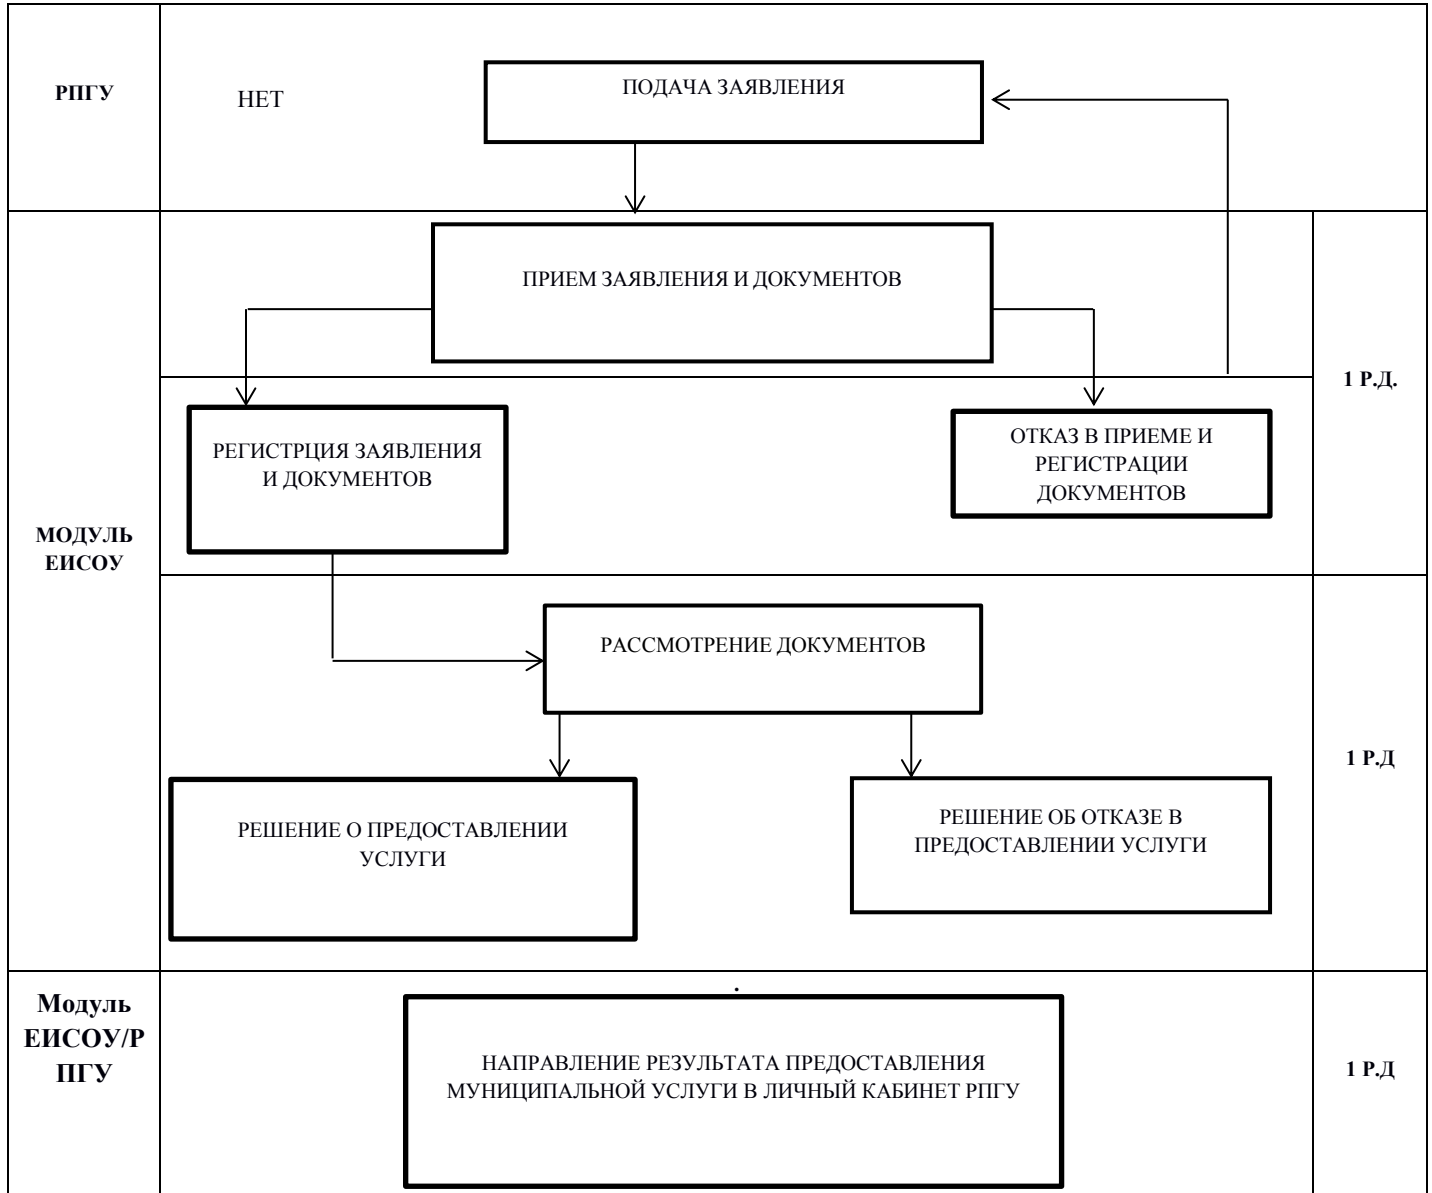 РПГУ
НЕТ
ПОДАЧА ЗАЯВЛЕНИЯ
ПРИЕМ ЗАЯВЛЕНИЯ И ДОКУМЕНТОВ
1 Р.Д.
РЕГИСТРЦИЯ ЗАЯВЛЕНИЯ
И ДОКУМЕНТОВ
ОТКАЗ В ПРИЕМЕ И
РЕГИСТРАЦИИ
ДОКУМЕНТОВ
МОДУЛЬ
ЕИСОУ
РАССМОТРЕНИЕ ДОКУМЕНТОВ
1 Р.Д
РЕШЕНИЕ О ПРЕДОСТАВЛЕНИИ
УСЛУГИ
РЕШЕНИЕ ОБ ОТКАЗЕ В
ПРЕДОСТАВЛЕНИИ УСЛУГИ
Модуль
ЕИСОУ/Р
ПГУ
.
НАПРАВЛЕНИЕ РЕЗУЛЬТАТА ПРЕДОСТАВЛЕНИЯ
МУНИЦИПАЛЬНОЙ УСЛУГИ В ЛИЧНЫЙ КАБИНЕТ РПГУ
1 Р.Д